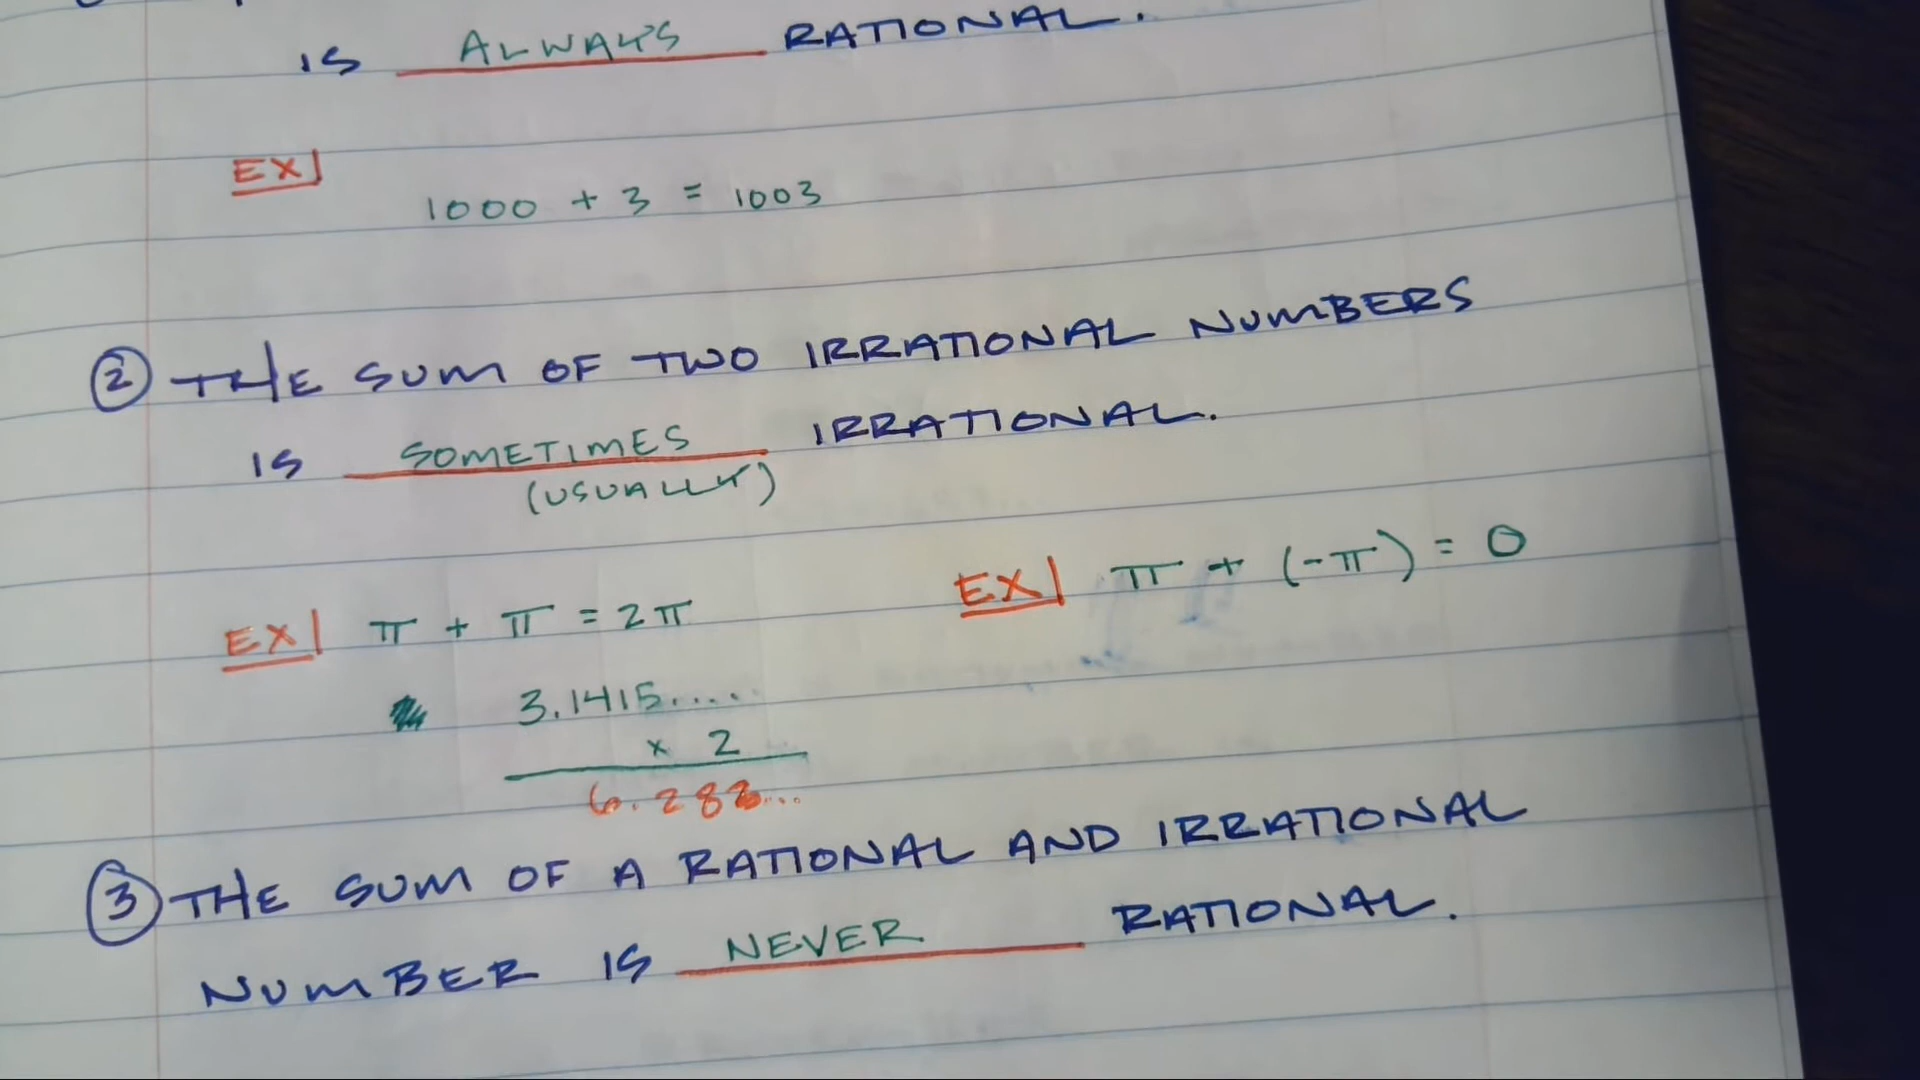 IS ALWAYS RATIONAL.
EX|
1000 + 3 = 1003
② THE SUM OF TWO IRRATIONAL NUMBERS
IS SOMETIMES IRRATIONAL.
(USUALLY)
EX| π + (-π) = 0
EX| π + π = 2π
3.1415....
x 2
6.283...
③ THE SUM OF A RATIONAL AND IRRATIONAL
NUMBER IS NEVER RATIONAL.